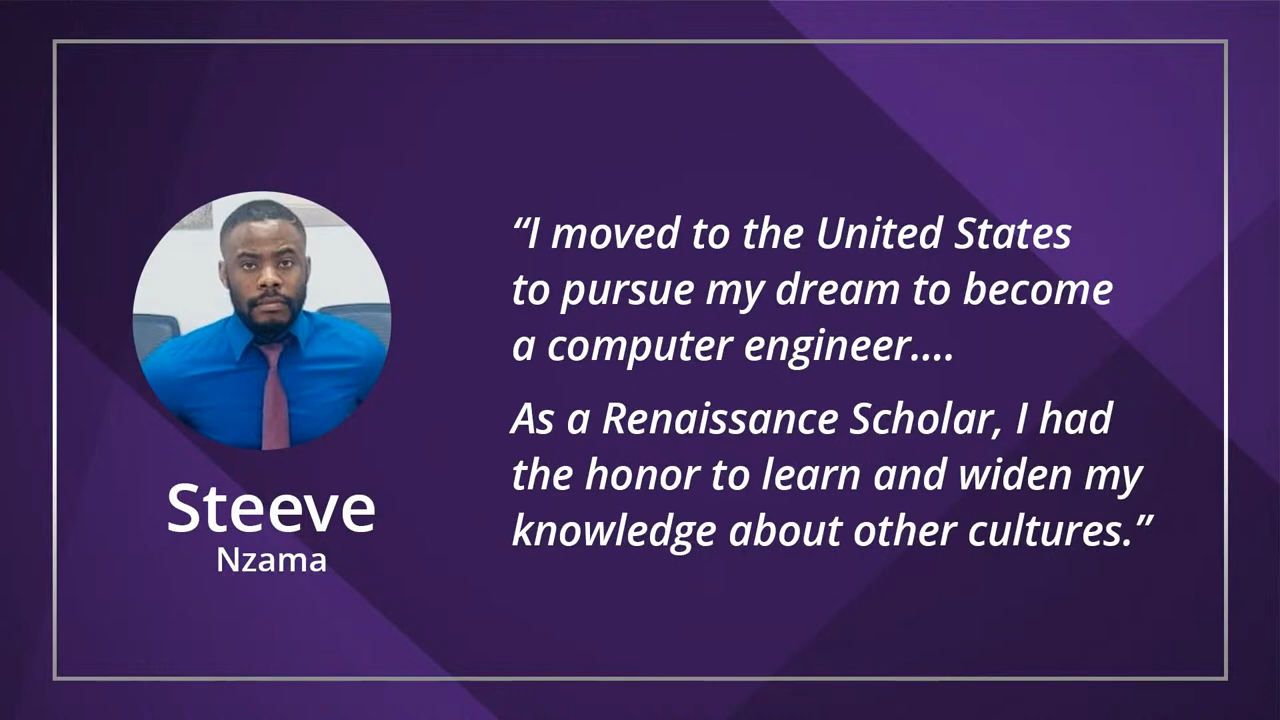 Steeve
Nzama
“I moved to the United States
to pursue my dream to become
a computer engineer....
As a Renaissance Scholar, I had
the honor to learn and widen my
knowledge about other cultures.”